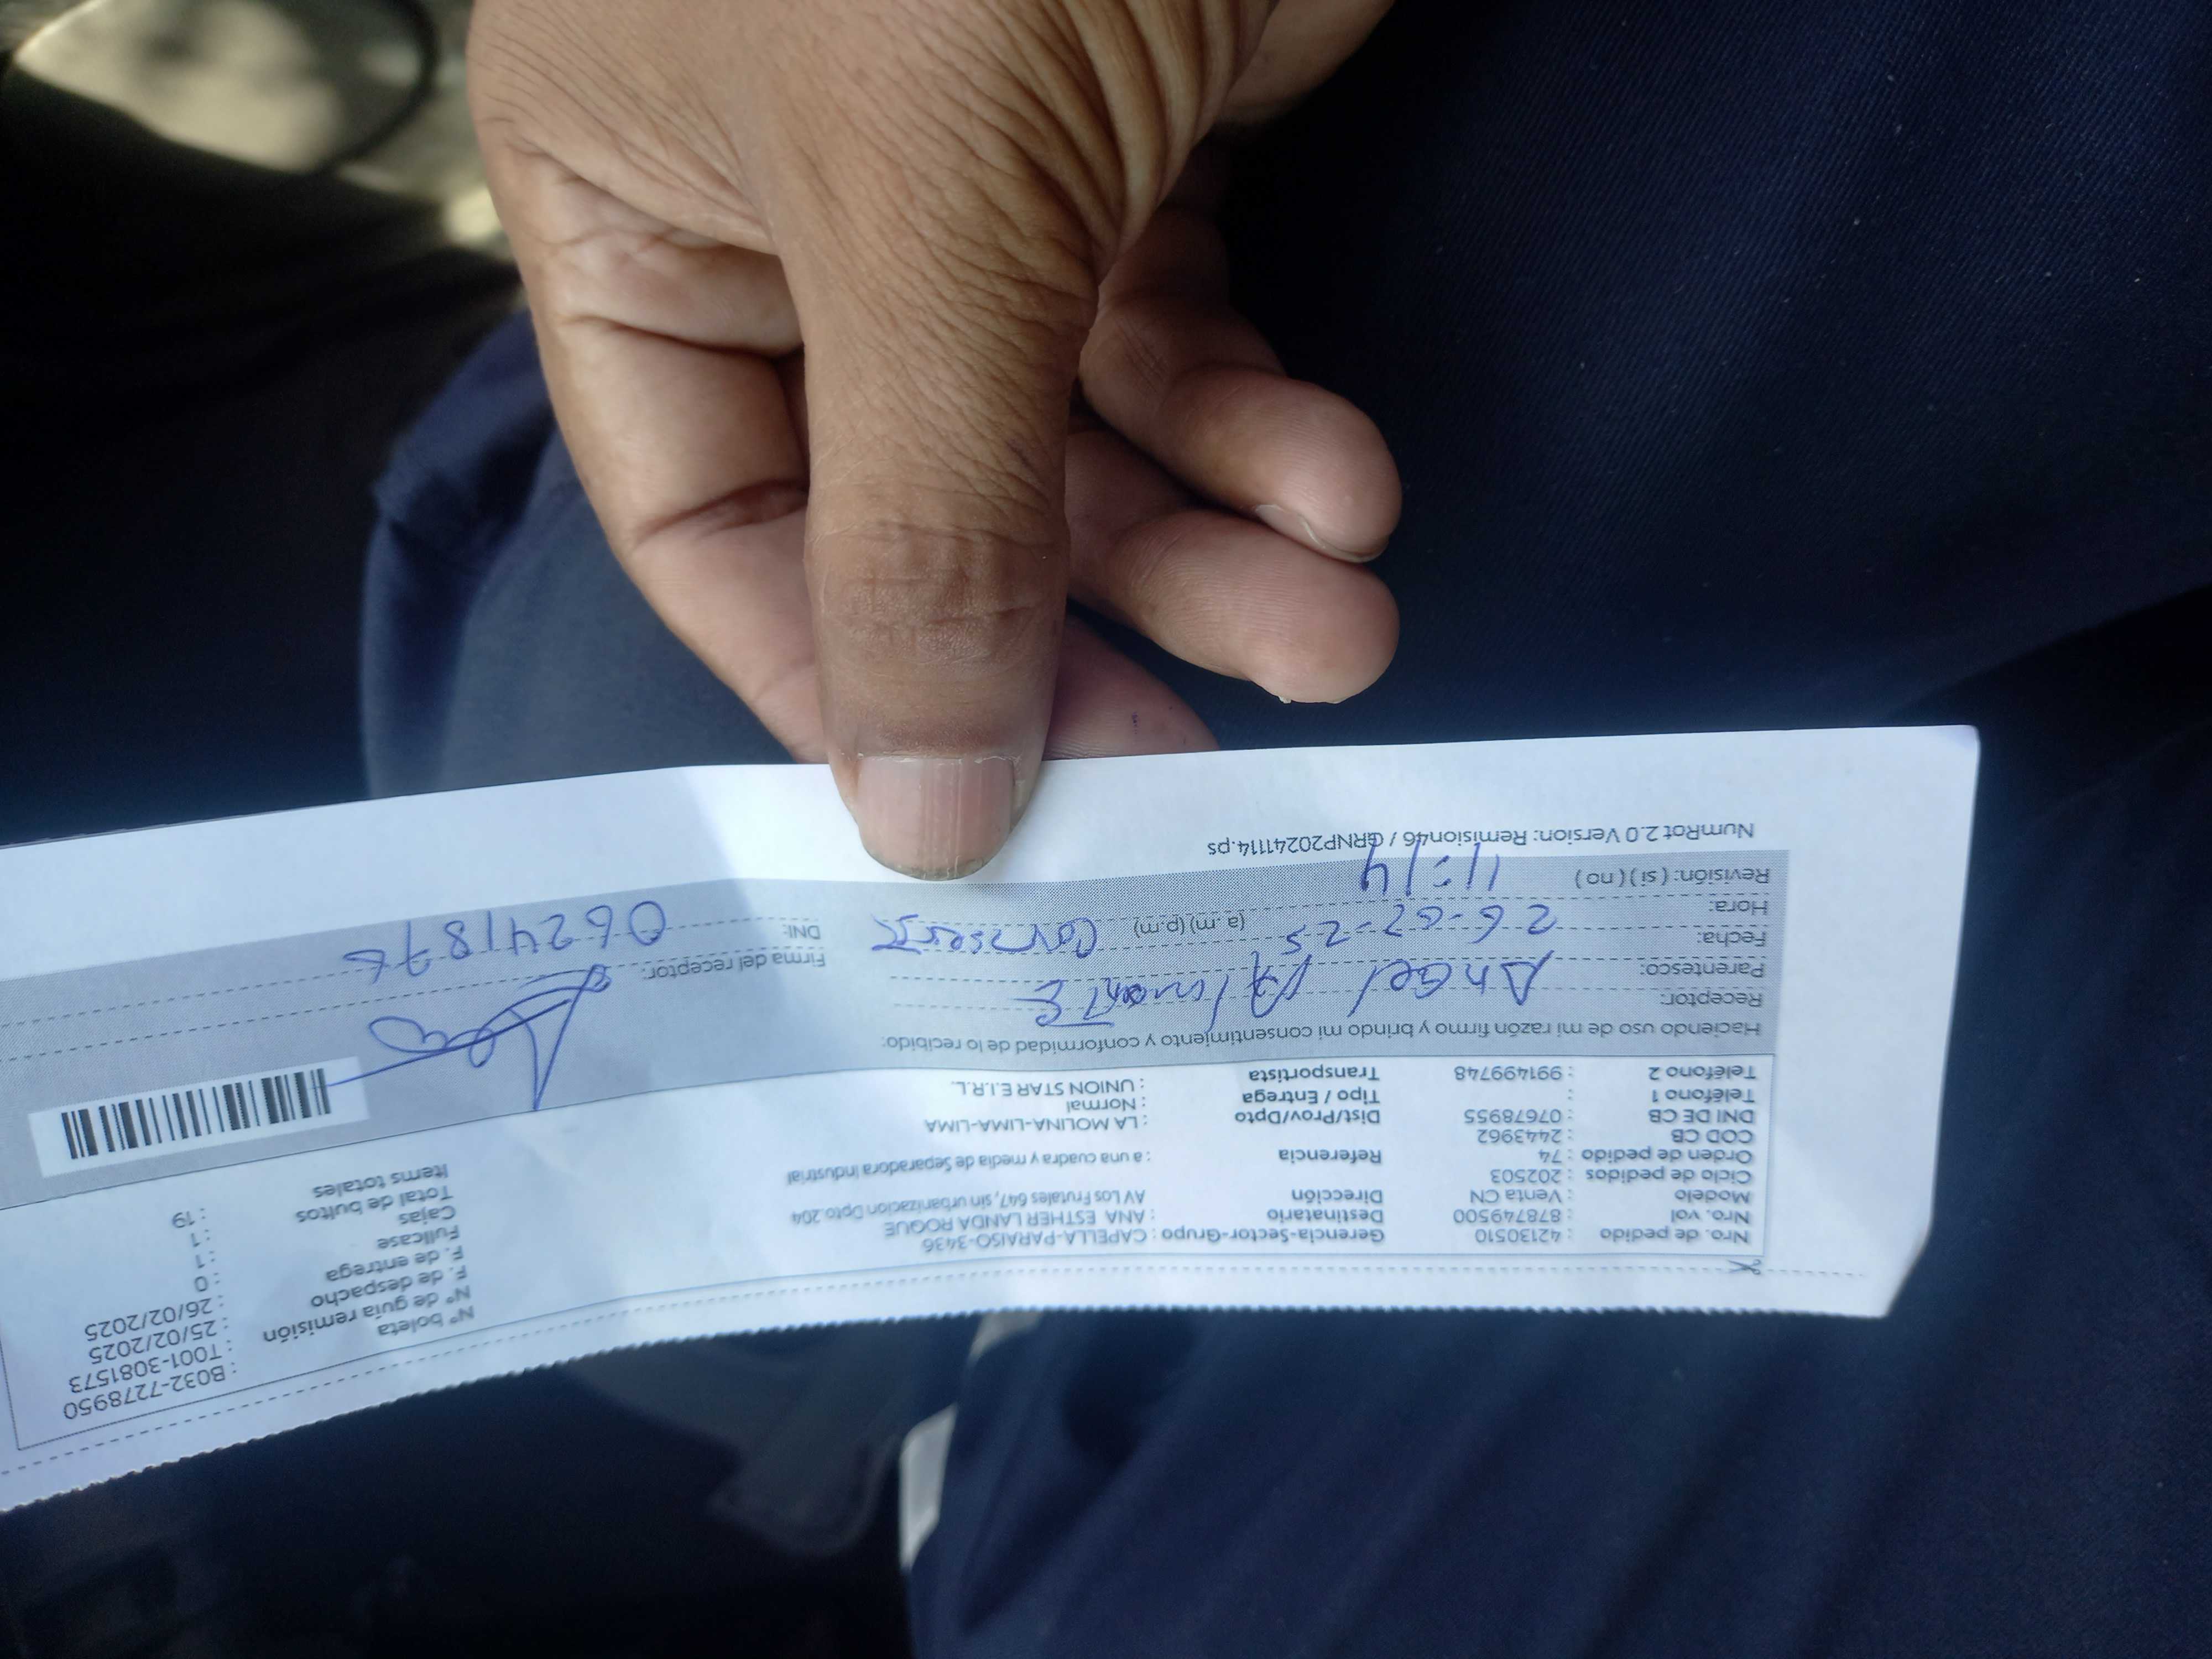 Nº boleta : B032-7278950
Nº de guía remisión : T001-3081573
F. de despacho : 25/02/2025
F. de entrega : 26/02/2025
Fullcase : 0
Cajas : 1
Total de bultos : 1
Items totales : 19
Nro. de pedido : 42130510
Nro. vol : 878749500
Modelo : Venta CN
Ciclo de pedidos : 202503
Orden de pedido : 74
COD CB : 2443962
DNI DE CB : 07678955
Teléfono 1 :
Teléfono 2 : 991499748
Gerencia-Sector-Grupo : CAPELLA-PARAISO-3436
Destinatario : ANA ESTHER LANDA ROQUE
Dirección AV Los Frutales 647, sin urbanizacion Dpto.204
Referencia : a una cuadra y media de Separadora Industrial
Dist/Prov/Dpto : LA MOLINA-LIMA-LIMA
Tipo / Entrega : Normal
Transportista : UNION STAR E.I.R.L.
Haciendo uso de mi razón firmo y brindo mi consentimiento y conformidad de lo recibido:
Receptor: Angel
Parentesco:
Fecha: 26-02-25
Hora: (a.m) (p.m)
Revisión: ( si ) ( no ) 11:14
Firma del receptor:
DNI: 06241876
NumRot 2.0 Version: Remision46 / GRNP20241114.ps